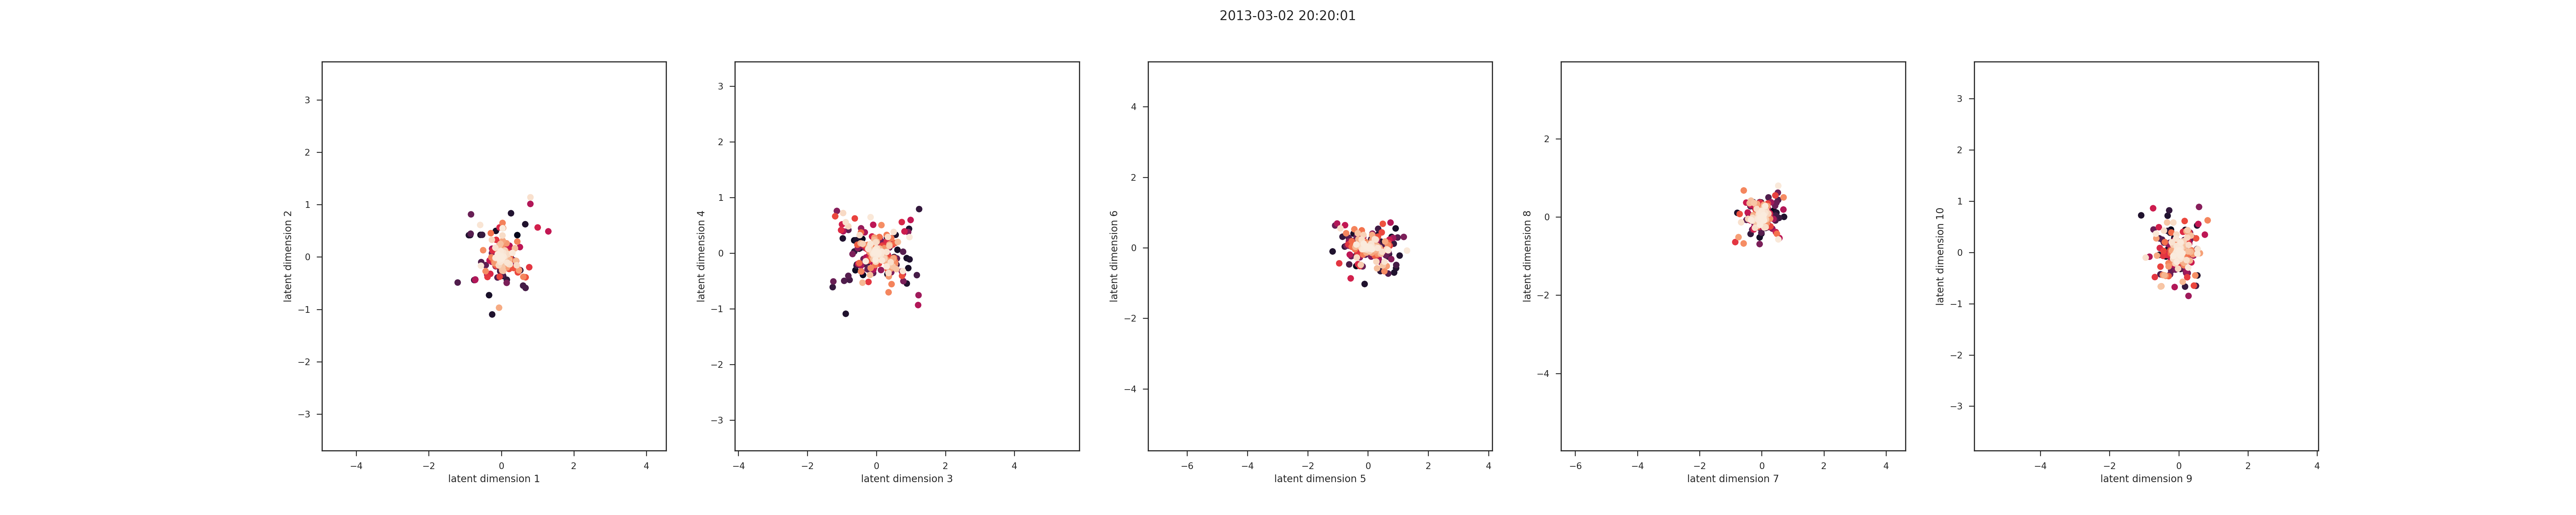 2013-03-02 20:20:01
3
2
1
0
−1
−2
−3
latent dimension 2
−4 −2 0 2 4
latent dimension 1
3
2
1
0
−1
−2
−3
latent dimension 4
−4 −2 0 2 4
latent dimension 3
4
2
0
−2
−4
latent dimension 6
−6 −4 −2 0 2 4
latent dimension 5
2
0
−2
−4
latent dimension 8
−6 −4 −2 0 2 4
latent dimension 7
3
2
1
0
−1
−2
−3
latent dimension 10
−4 −2 0 2 4
latent dimension 9